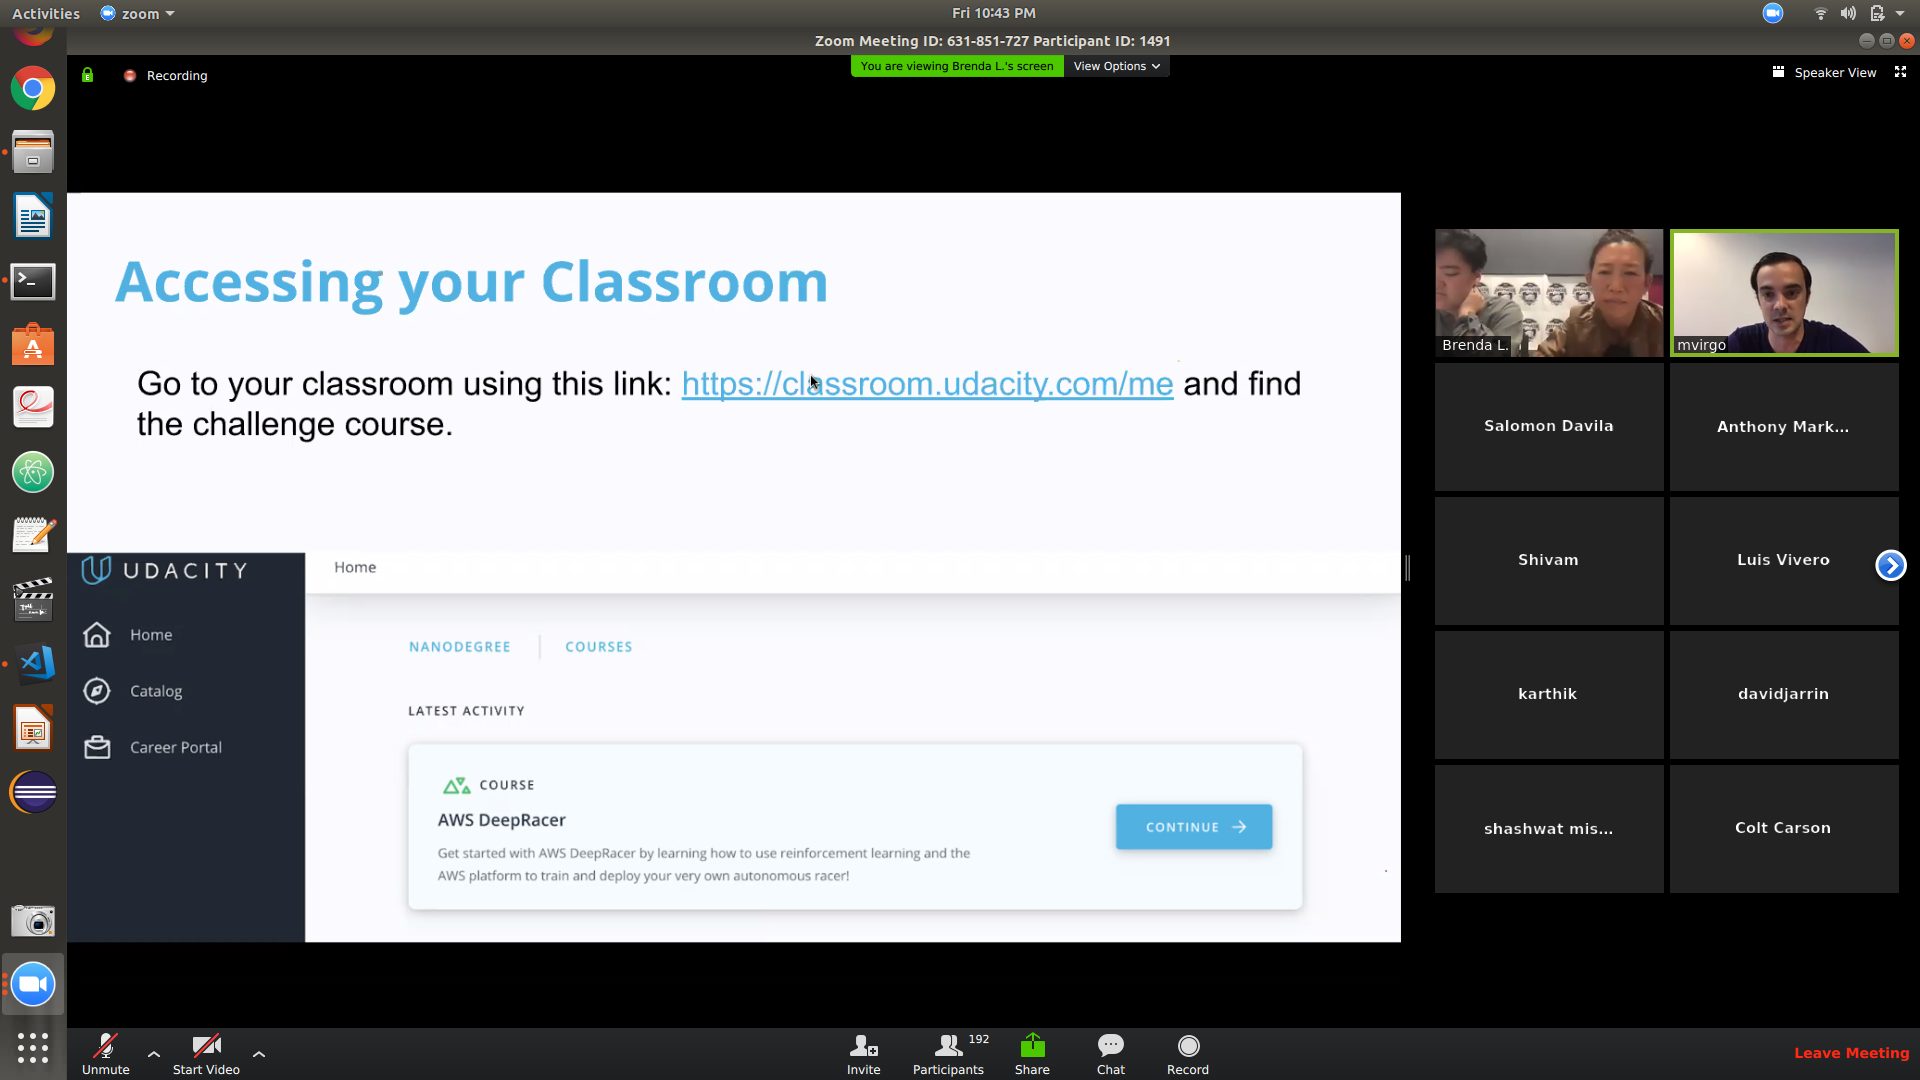 Activities
zoom
Fri 10:43 PM
Zoom Meeting ID: 631-851-727 Participant ID: 1491
Recording
You are viewing Brenda L.'s screen
View Options
Speaker View
Accessing your Classroom
Go to your classroom using this link: https://classroom.udacity.com/me and find
the challenge course.
UDACITY
Home
Catalog
Career Portal
Home
NANODEGREE
COURSES
LATEST ACTIVITY
COURSE
AWS DeepRacer
Get started with AWS DeepRacer by learning how to use reinforcement learning and the
AWS platform to train and deploy your very own autonomous racer!
CONTINUE
Brenda L.
mvirgo
Salomon Davila
Anthony Mark...
Shivam
Luis Vivero
karthik
davidjarrin
shashwat mis...
Colt Carson
Unmute
Start Video
Invite
192
Participants
Share
Chat
Record
Leave Meeting